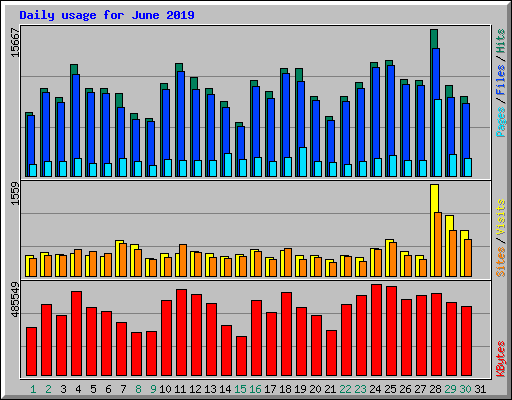 Daily usage for June 2019
15667
Pages / Files / Hits
1559
Sites / Visits
485549
KBytes
1 2 3 4 5 6 7 8 9 10 11 12 13 14 15 16 17 18 19 20 21 22 23 24 25 26 27 28 29 30 31